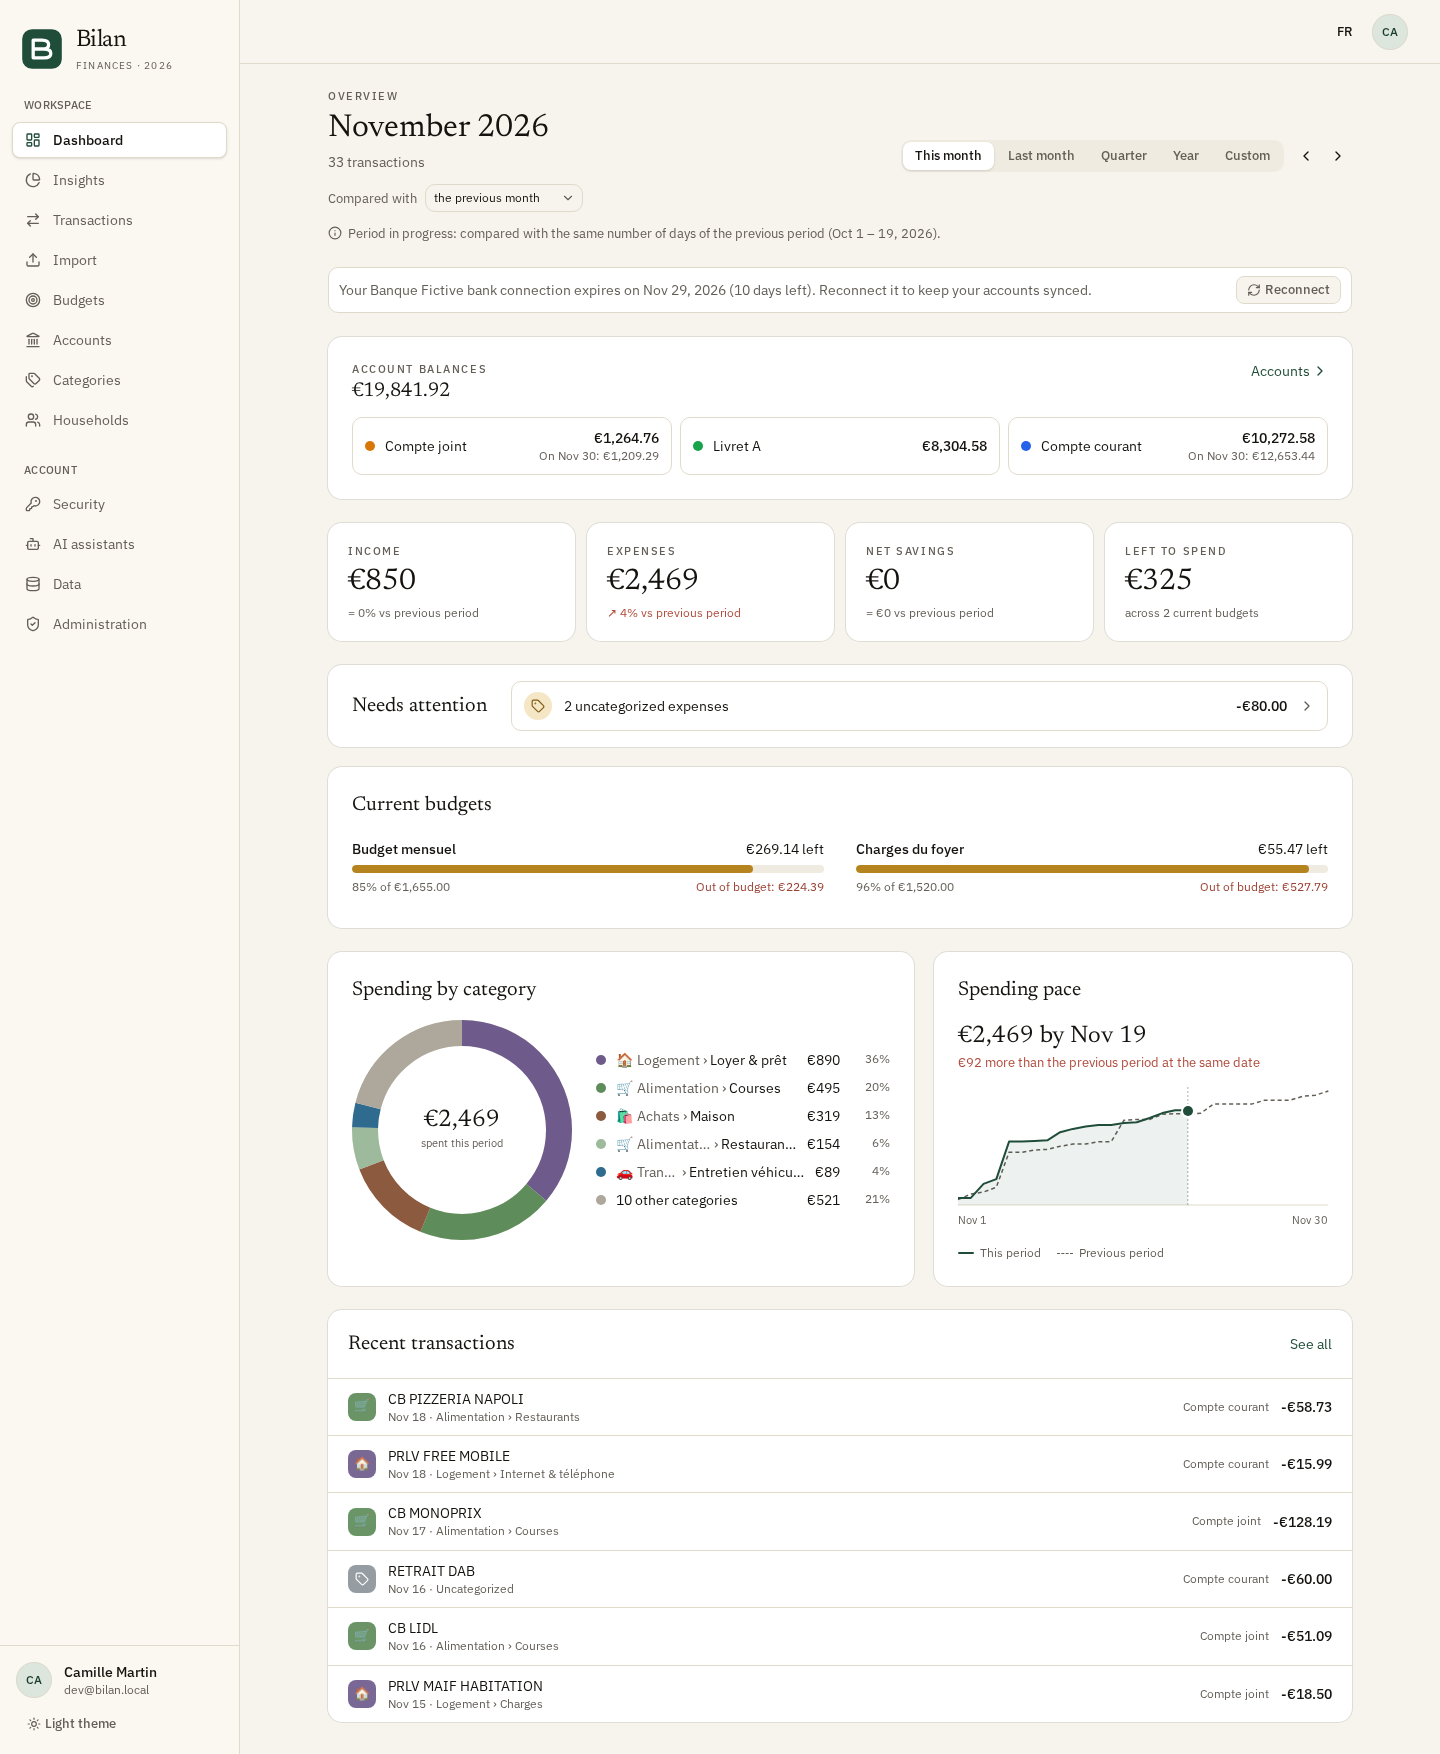 Bilan
FINANCES · 2026
WORKSPACE
Dashboard
Insights
Transactions
Import
Budgets
Accounts
Categories
Households
ACCOUNT
Security
AI assistants
Data
Administration
CA
Camille Martin
dev@bilan.local
Light theme
FR
CA
OVERVIEW
November 2026
33 transactions
This month
Last month
Quarter
Year
Custom
Compared with
the previous month
Period in progress: compared with the same number of days of the previous period (Oct 1 – 19, 2026).
Your Banque Fictive bank connection expires on Nov 29, 2026 (10 days left). Reconnect it to keep your accounts synced.
Reconnect
ACCOUNT BALANCES
€19,841.92
Accounts
Compte joint
€1,264.76
On Nov 30: €1,209.29
Livret A
€8,304.58
Compte courant
€10,272.58
On Nov 30: €12,653.44
INCOME
€850
= 0% vs previous period
EXPENSES
€2,469
↗ 4% vs previous period
NET SAVINGS
€0
= €0 vs previous period
LEFT TO SPEND
€325
across 2 current budgets
Needs attention
2 uncategorized expenses
-€80.00
Current budgets
Budget mensuel
€269.14 left
85% of €1,655.00
Out of budget: €224.39
Charges du foyer
€55.47 left
96% of €1,520.00
Out of budget: €527.79
Spending by category
€2,469
spent this period
Logement › Loyer & prêt €890 36%
Alimentation › Courses €495 20%
Achats › Maison €319 13%
Alimentat… › Restauran… €154 6%
Tran… › Entretien véhicu… €89 4%
10 other categories €521 21%
Spending pace
€2,469 by Nov 19
€92 more than the previous period at the same date
Nov 1
Nov 30
This period
Previous period
Recent transactions
See all
CB PIZZERIA NAPOLI
Nov 18 · Alimentation › Restaurants
Compte courant -€58.73
PRLV FREE MOBILE
Nov 18 · Logement › Internet & téléphone
Compte courant -€15.99
CB MONOPRIX
Nov 17 · Alimentation › Courses
Compte joint -€128.19
RETRAIT DAB
Nov 16 · Uncategorized
Compte courant -€60.00
CB LIDL
Nov 16 · Alimentation › Courses
Compte joint -€51.09
PRLV MAIF HABITATION
Nov 15 · Logement › Charges
Compte joint -€18.50